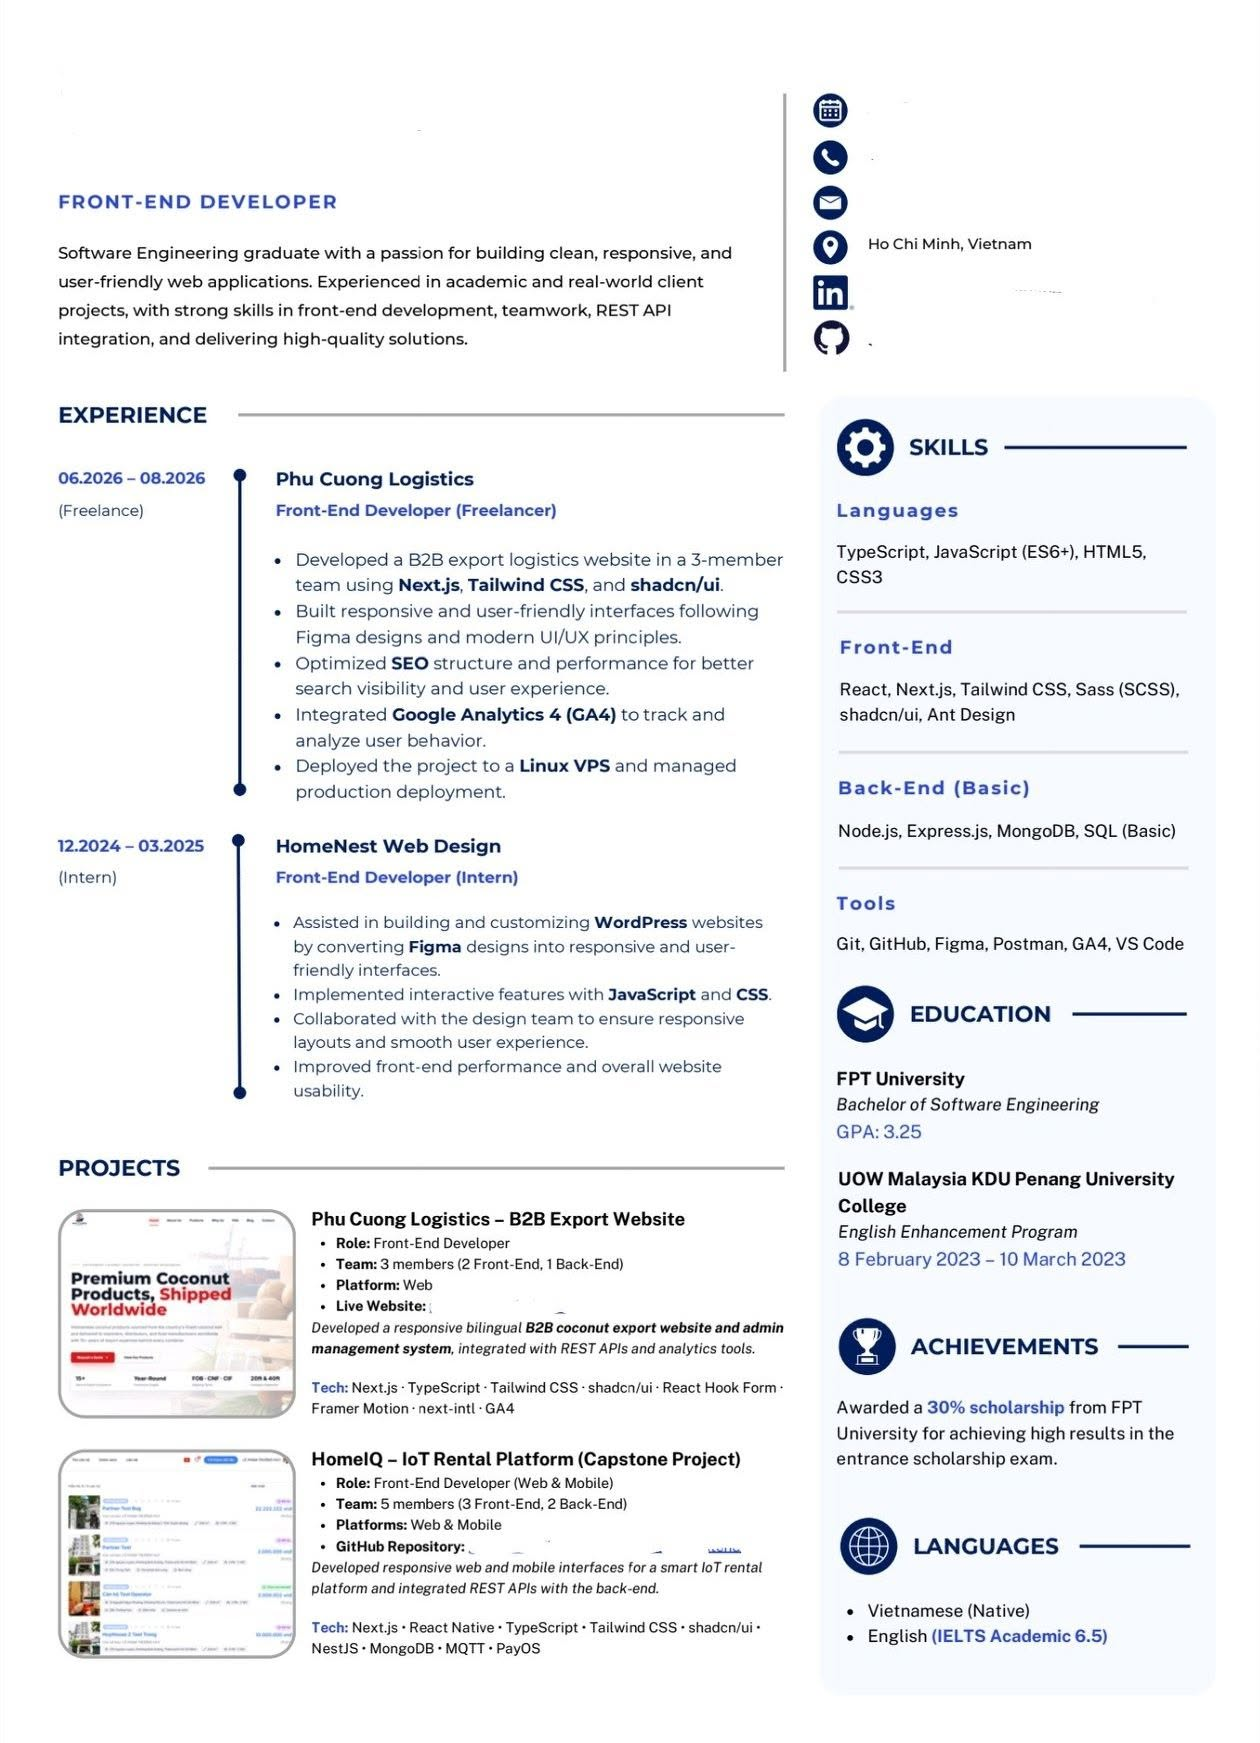 FRONT-END DEVELOPER
Software Engineering graduate with a passion for building clean, responsive, and
user-friendly web applications. Experienced in academic and real-world client
projects, with strong skills in front-end development, teamwork, REST API
integration, and delivering high-quality solutions.
Ho Chi Minh, Vietnam
in
EXPERIENCE
06.2026 – 08.2026
(Freelance)
Phu Cuong Logistics
Front-End Developer (Freelancer)
• Developed a B2B export logistics website in a 3-member
team using Next.js, Tailwind CSS, and shadcn/ui.
• Built responsive and user-friendly interfaces following
Figma designs and modern UI/UX principles.
• Optimized SEO structure and performance for better
search visibility and user experience.
• Integrated Google Analytics 4 (GA4) to track and
analyze user behavior.
• Deployed the project to a Linux VPS and managed
production deployment.
12.2024 – 03.2025
(Intern)
HomeNest Web Design
Front-End Developer (Intern)
• Assisted in building and customizing WordPress websites
by converting Figma designs into responsive and user-
friendly interfaces.
• Implemented interactive features with JavaScript and CSS.
• Collaborated with the design team to ensure responsive
layouts and smooth user experience.
• Improved front-end performance and overall website
usability.
PROJECTS
Premium Coconut
Products, Shipped
Worldwide
15+
Year-Round
FOB · CNF · CIF
20ft & 40ft
Phu Cuong Logistics – B2B Export Website
• Role: Front-End Developer
• Team: 3 members (2 Front-End, 1 Back-End)
• Platform: Web
• Live Website:
Developed a responsive bilingual B2B coconut export website and admin
management system, integrated with REST APIs and analytics tools.
Tech: Next.js · TypeScript · Tailwind CSS · shadcn/ui · React Hook Form ·
Framer Motion · next-intl · GA4
HomeIQ – IoT Rental Platform (Capstone Project)
• Role: Front-End Developer (Web & Mobile)
• Team: 5 members (3 Front-End, 2 Back-End)
• Platforms: Web & Mobile
• GitHub Repository:
Developed responsive web and mobile interfaces for a smart IoT rental
platform and integrated REST APIs with the back-end.
Tech: Next.js • React Native • TypeScript • Tailwind CSS • shadcn/ui •
NestJS • MongoDB • MQTT • PayOS
SKILLS
Languages
TypeScript, JavaScript (ES6+), HTML5,
CSS3
Front-End
React, Next.js, Tailwind CSS, Sass (SCSS),
shadcn/ui, Ant Design
Back-End (Basic)
Node.js, Express.js, MongoDB, SQL (Basic)
Tools
Git, GitHub, Figma, Postman, GA4, VS Code
EDUCATION
FPT University
Bachelor of Software Engineering
GPA: 3.25
UOW Malaysia KDU Penang University
College
English Enhancement Program
8 February 2023 – 10 March 2023
ACHIEVEMENTS
Awarded a 30% scholarship from FPT
University for achieving high results in the
entrance scholarship exam.
LANGUAGES
• Vietnamese (Native)
• English (IELTS Academic 6.5)